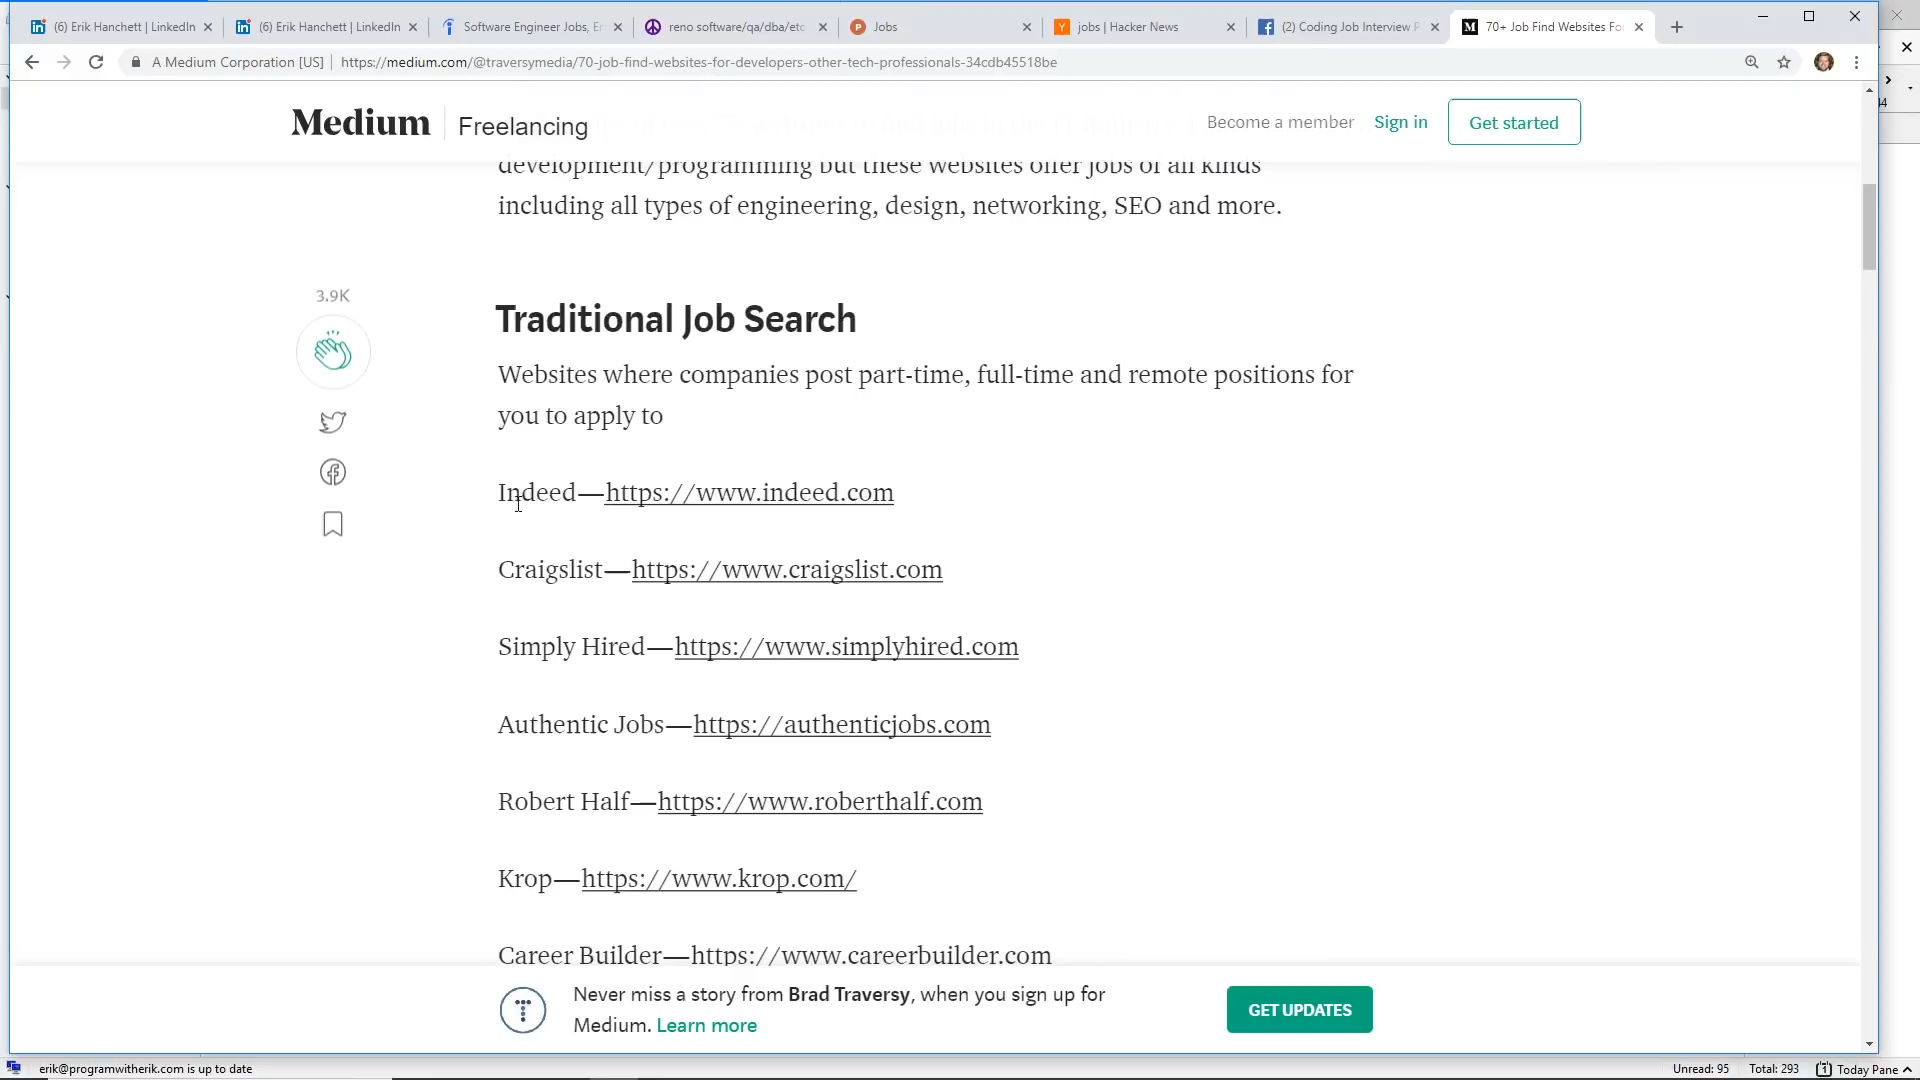 (6) Erik Hanchett | LinkedIn
(6) Erik Hanchett | LinkedIn
Software Engineer Jobs, E
reno software/qa/dba/etc
Jobs
jobs | Hacker News
(2) Coding Job Interview P
70+ Job Find Websites Fo
A Medium Corporation [US] | https://medium.com/@traversymedia/70-job-find-websites-for-developers-other-tech-professionals-34cdb45518be
Medium | Freelancing
Become a member
Sign in
Get started
development/programming but these websites offer jobs of all kinds
including all types of engineering, design, networking, SEO and more.
3.9K
Traditional Job Search
Websites where companies post part-time, full-time and remote positions for
you to apply to
Indeed—https://www.indeed.com
Craigslist—https://www.craigslist.com
Simply Hired—https://www.simplyhired.com
Authentic Jobs—https://authenticjobs.com
Robert Half—https://www.roberthalf.com
Krop—https://www.krop.com/
Career Builder—https://www.careerbuilder.com
Never miss a story from Brad Traversy, when you sign up for
Medium. Learn more
GET UPDATES
erik@programwitherik.com is up to date
Unread: 95
Total: 293
Today Pane